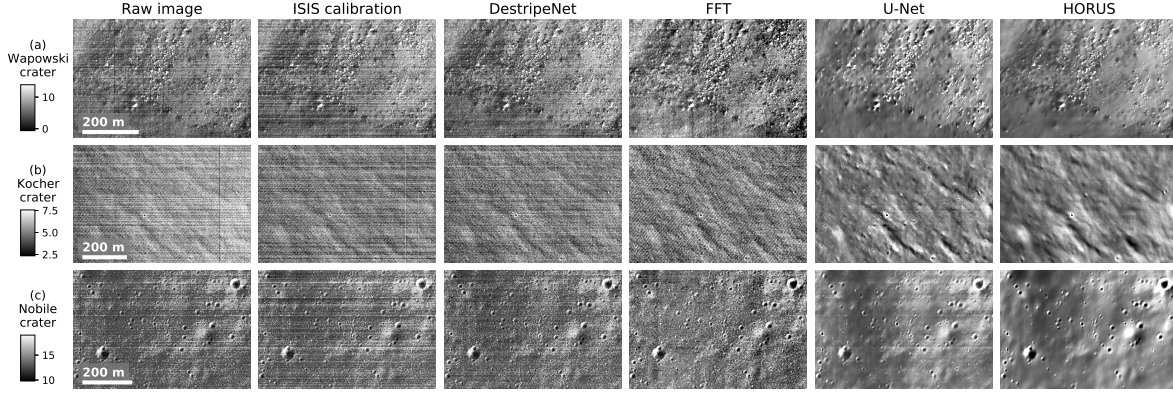 Raw image
ISIS calibration
DestripeNet
FFT
U-Net
HORUS
(a)
Wapowski
crater
10
0
200 m
(b)
Kocher
crater
7.5
5.0
2.5
200 m
(c)
Nobile
crater
15
10
200 m